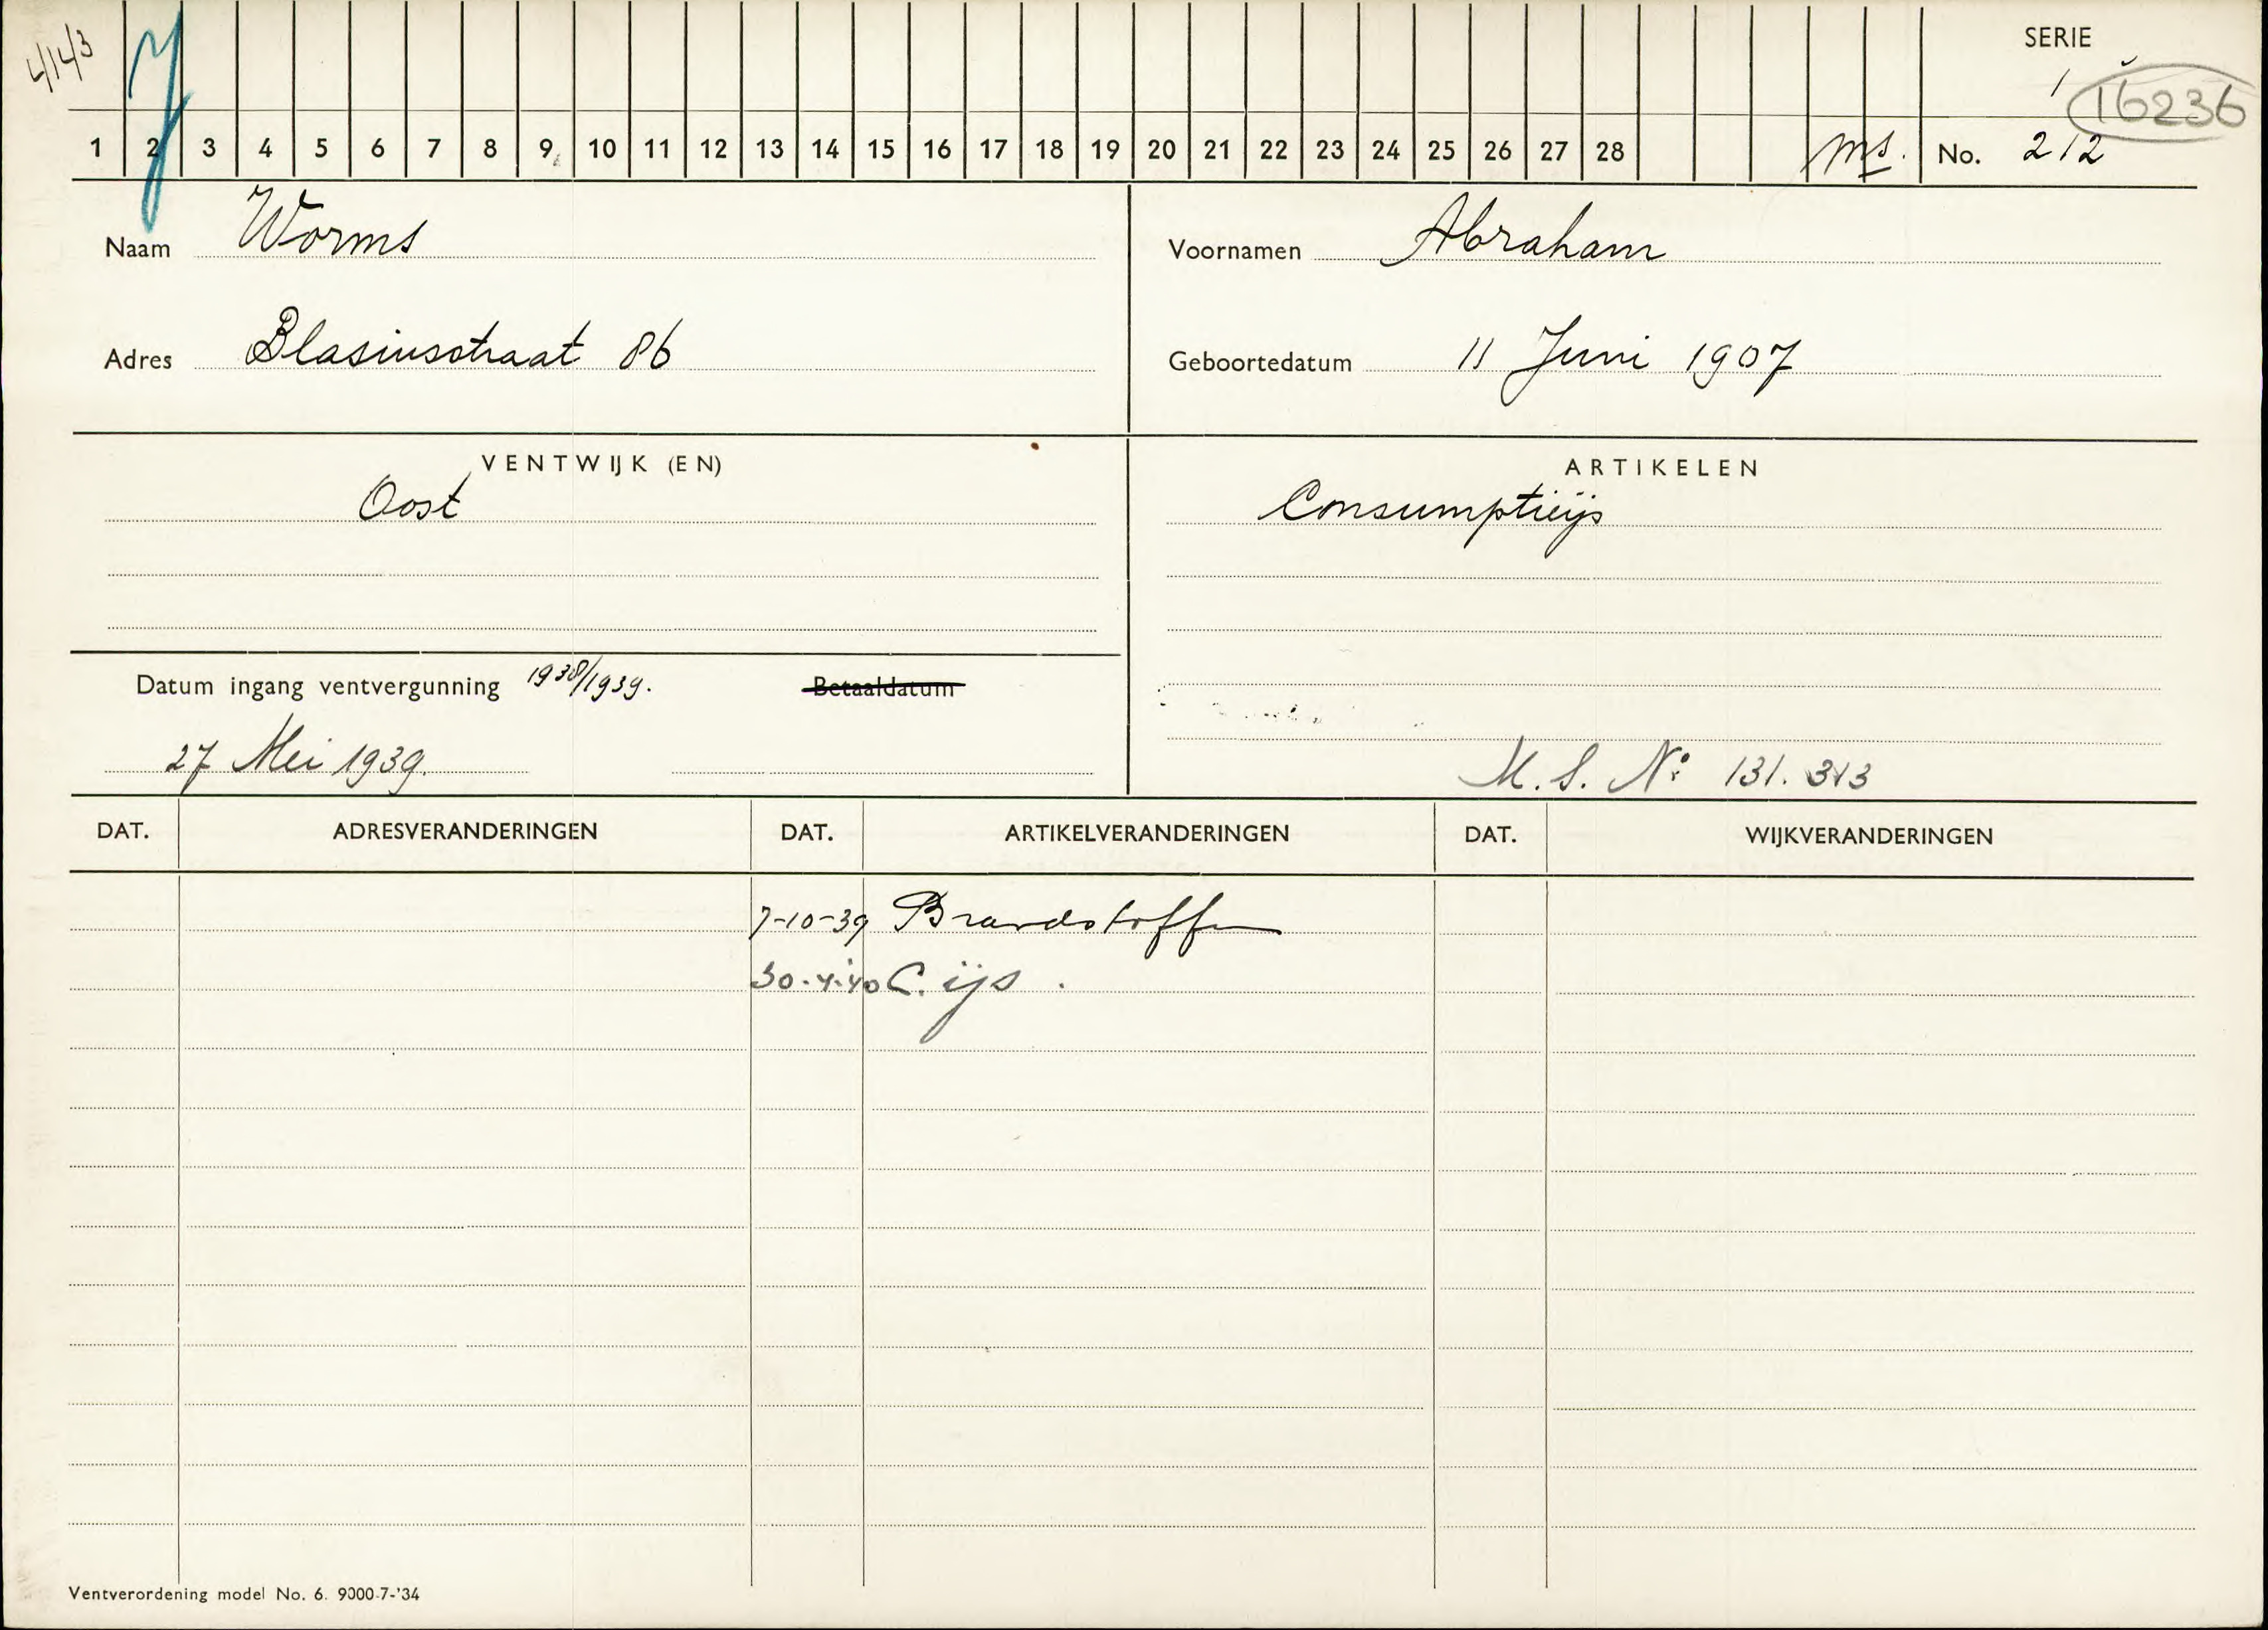 4/14/3
J
SERIE
1
16236
1 2 3 4 5 6 7 8 9 10 11 12 13 14 15 16 17 18 19 20 21 22 23 24 25 26 27 28 ms. No. 212
Naam Worms
Voornamen Abraham
Adres Blasiusstraat 86
Geboortedatum 11 Juni 1907
VENTWIJK (EN)
Oost
ARTIKELEN
Consumptieijs
Datum ingang ventvergunning 1938/1939. Betaaldatum
27 Mei 1939.
M. S. No: 131. 313
DAT. ADRESVERANDERINGEN DAT. ARTIKELVERANDERINGEN DAT. WIJKVERANDERINGEN
7-10-39 Brandstoffen
30.4.40 C. ijs.
Ventverordening model No. 6. 9000-7-'34